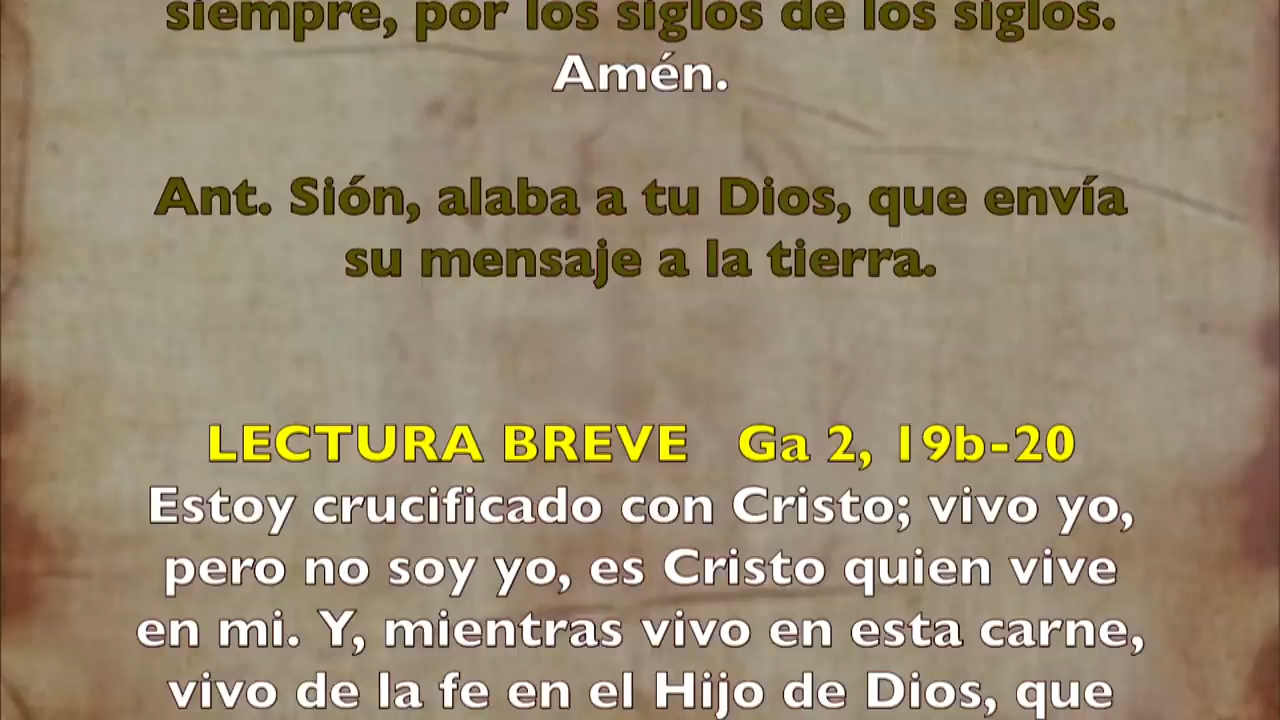 siempre, por los siglos de los siglos.
Amén.
Ant. Sión, alaba a tu Dios, que envía
su mensaje a la tierra.
LECTURA BREVE Ga 2, 19b-20
Estoy crucificado con Cristo; vivo yo,
pero no soy yo, es Cristo quien vive
en mi. Y, mientras vivo en esta carne,
vivo de la fe en el Hijo de Dios, que